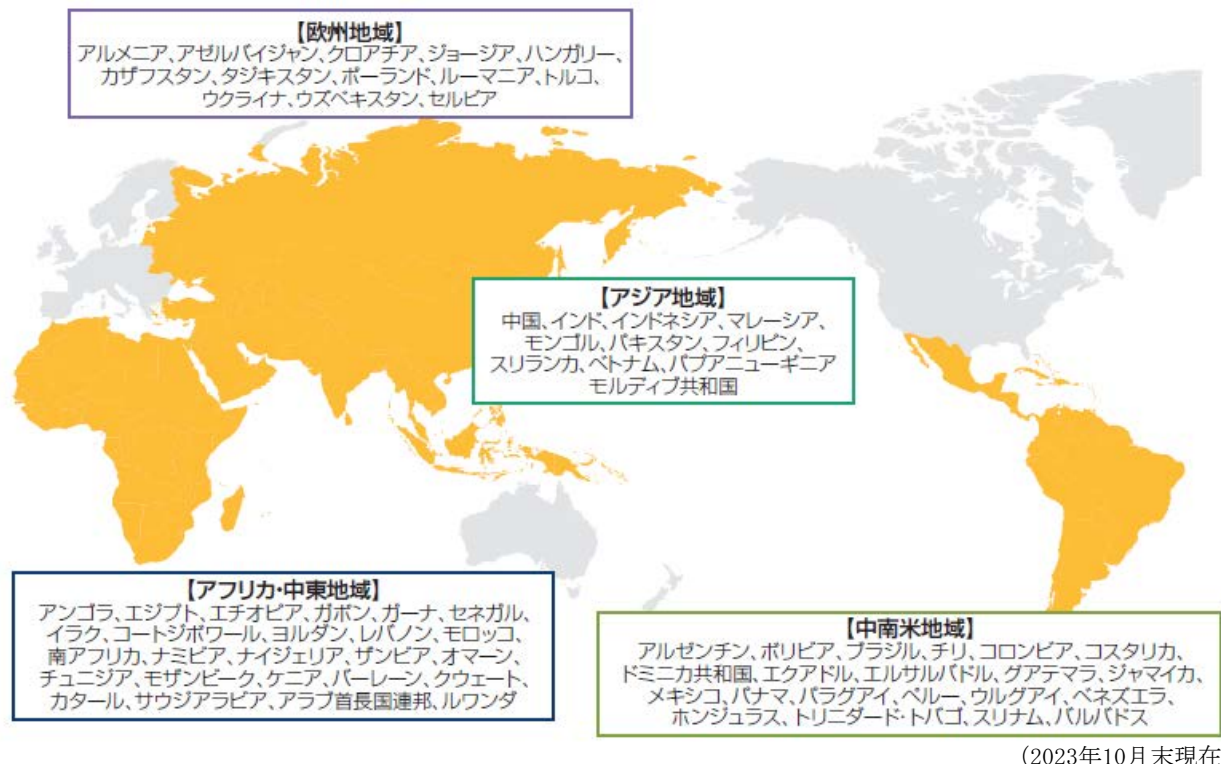 【欧州地域】
アルメニア、アゼルバイジャン、クロアチア、ジョージア、ハンガリー、
カザフスタン、タジキスタン、ポーランド、ルーマニア、トルコ、
ウクライナ、ウズベキスタン、セルビア
【アジア地域】
中国、インド、インドネシア、マレーシア、
モンゴル、パキスタン、フィリピン、
スリランカ、ベトナム、パプアニューギニア
モルディブ共和国
【アフリカ・中東地域】
アンゴラ、エジプト、エチオピア、ガボン、ガーナ、セネガル、
イラク、コートジボワール、ヨルダン、レバノン、モロッコ、
南アフリカ、ナミビア、ナイジェリア、ザンビア、オマーン、
チュニジア、モザンビーク、ケニア、バーレーン、クウェート、
カタール、サウジアラビア、アラブ首長国連邦、ルワンダ
【中南米地域】
アルゼンチン、ボリビア、ブラジル、チリ、コロンビア、コスタリカ、
ドミニカ共和国、エクアドル、エルサルバドル、グアテマラ、ジャマイカ、
メキシコ、パナマ、パラグアイ、ペルー、ウルグアイ、ベネズエラ、
ホンジュラス、トリニダード・トバゴ、スリナム、バルバドス
(2023年10月末現在